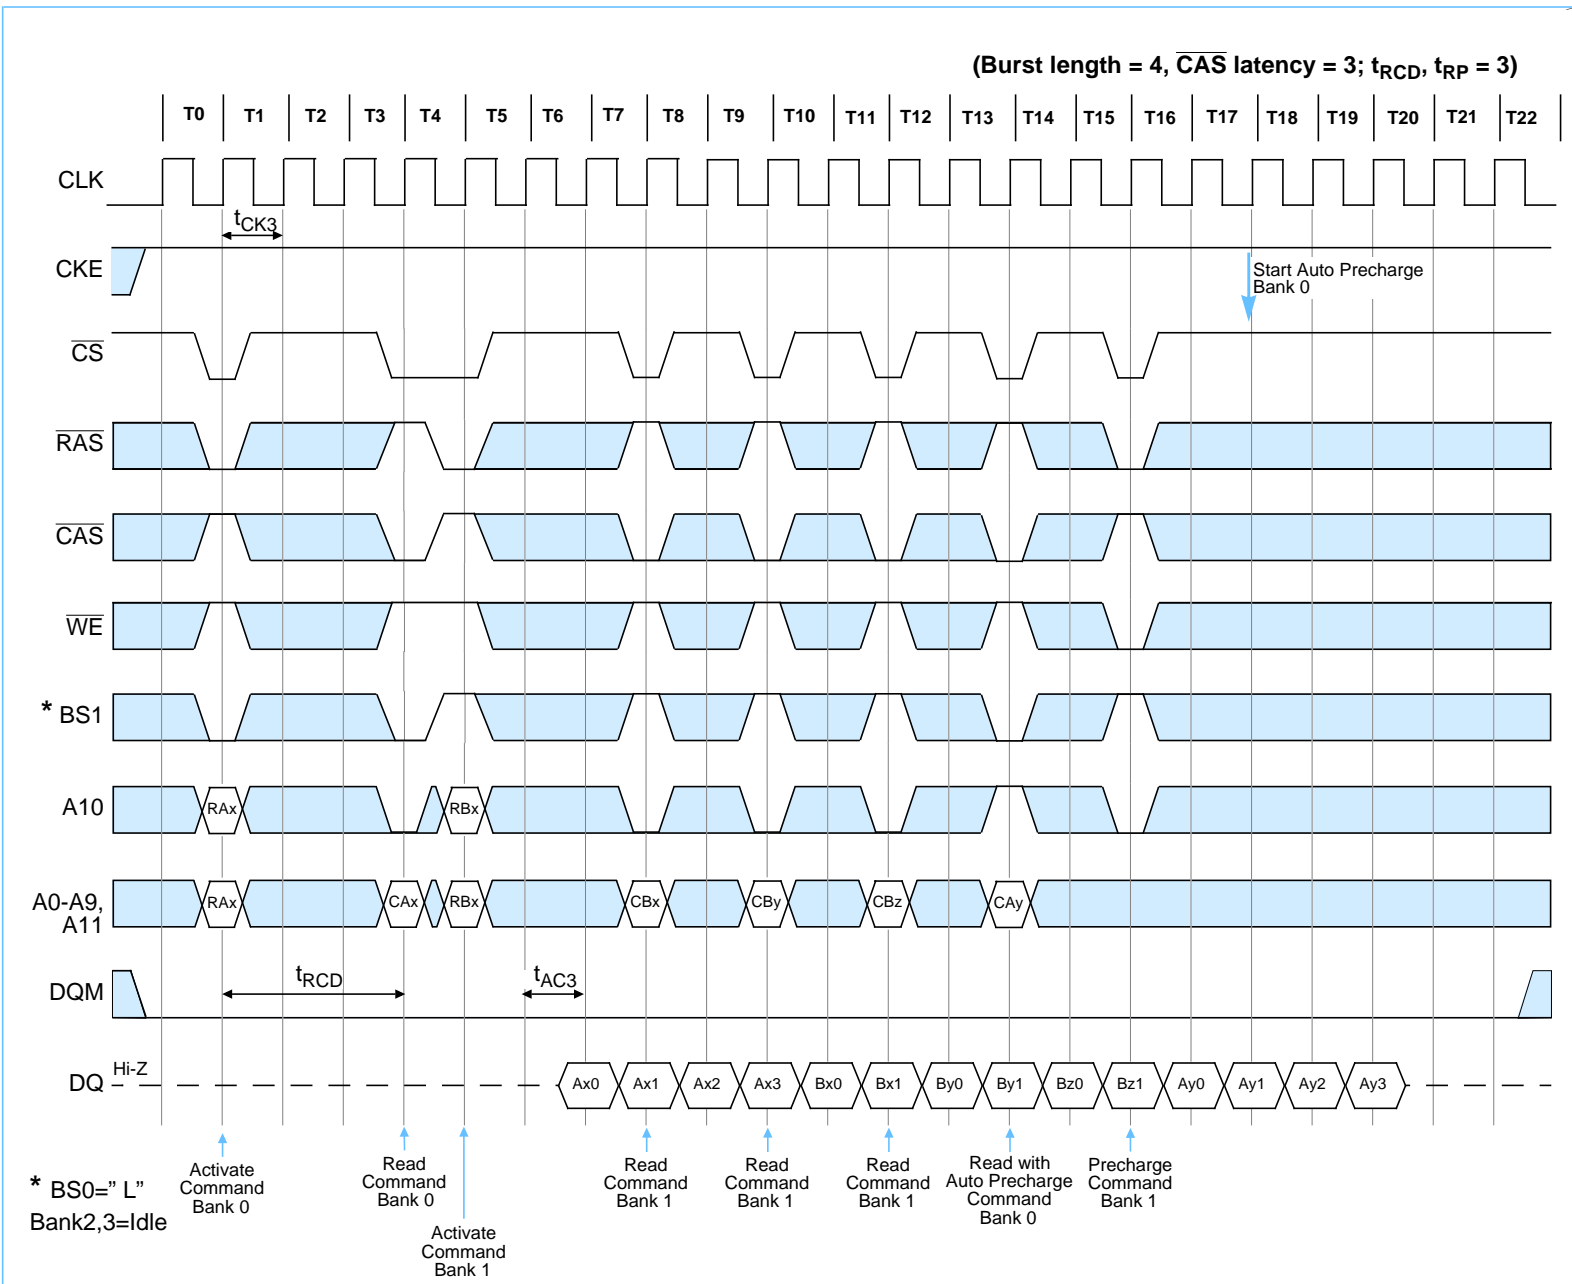 (Burst length = 4, CAS latency = 3; tRCD, tRP = 3)
T0 T1 T2 T3 T4 T5 T6 T7 T8 T9 T10 T11 T12 T13 T14 T15 T16 T17 T18 T19 T20 T21 T22
CLK
tCK3
CKE
Start Auto Precharge
Bank 0
CS
RAS
CAS
WE
* BS1
A10 RAx RBx
A0-A9,
A11
RAx CAx RBx CBx CBy CBz CAy
DQM tRCD tAC3
DQ Hi-Z Ax0 Ax1 Ax2 Ax3 Bx0 Bx1 By0 By1 Bz0 Bz1 Ay0 Ay1 Ay2 Ay3
Activate
Command
Bank 0
Read
Command
Bank 0
Activate
Command
Bank 1
Read
Command
Bank 1
Read
Command
Bank 1
Read
Command
Bank 1
Read with
Auto Precharge
Command
Bank 0
Precharge
Command
Bank 1
* BS0=” L”
Bank2,3=Idle